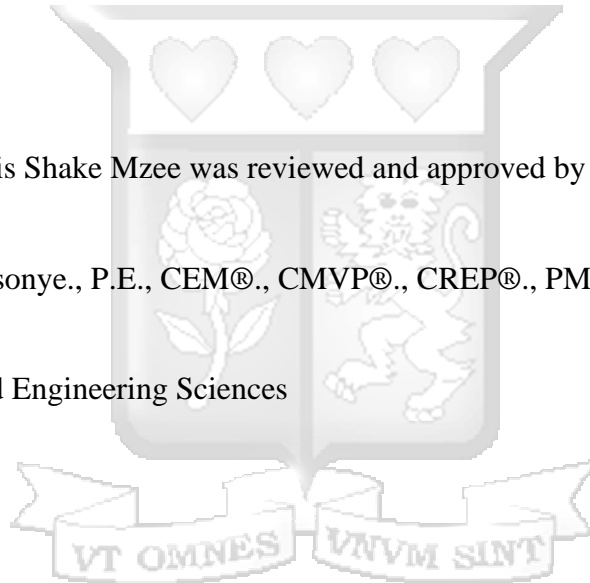 is Shake Mzee was reviewed and approved by
sonye., P.E., CEM®., CMVP®., CREP®., PM
d Engineering Sciences
VT OMNES VNVM SINT